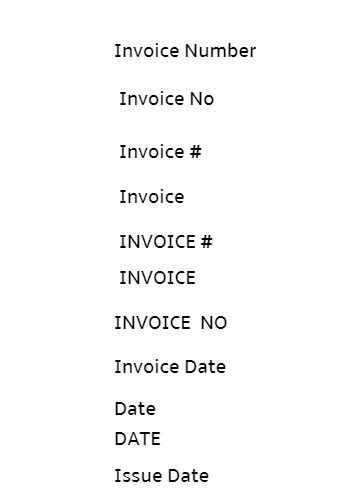 Invoice Number
Invoice No
Invoice #
Invoice
INVOICE #
INVOICE
INVOICE  NO
Invoice Date
Date
DATE
Issue Date